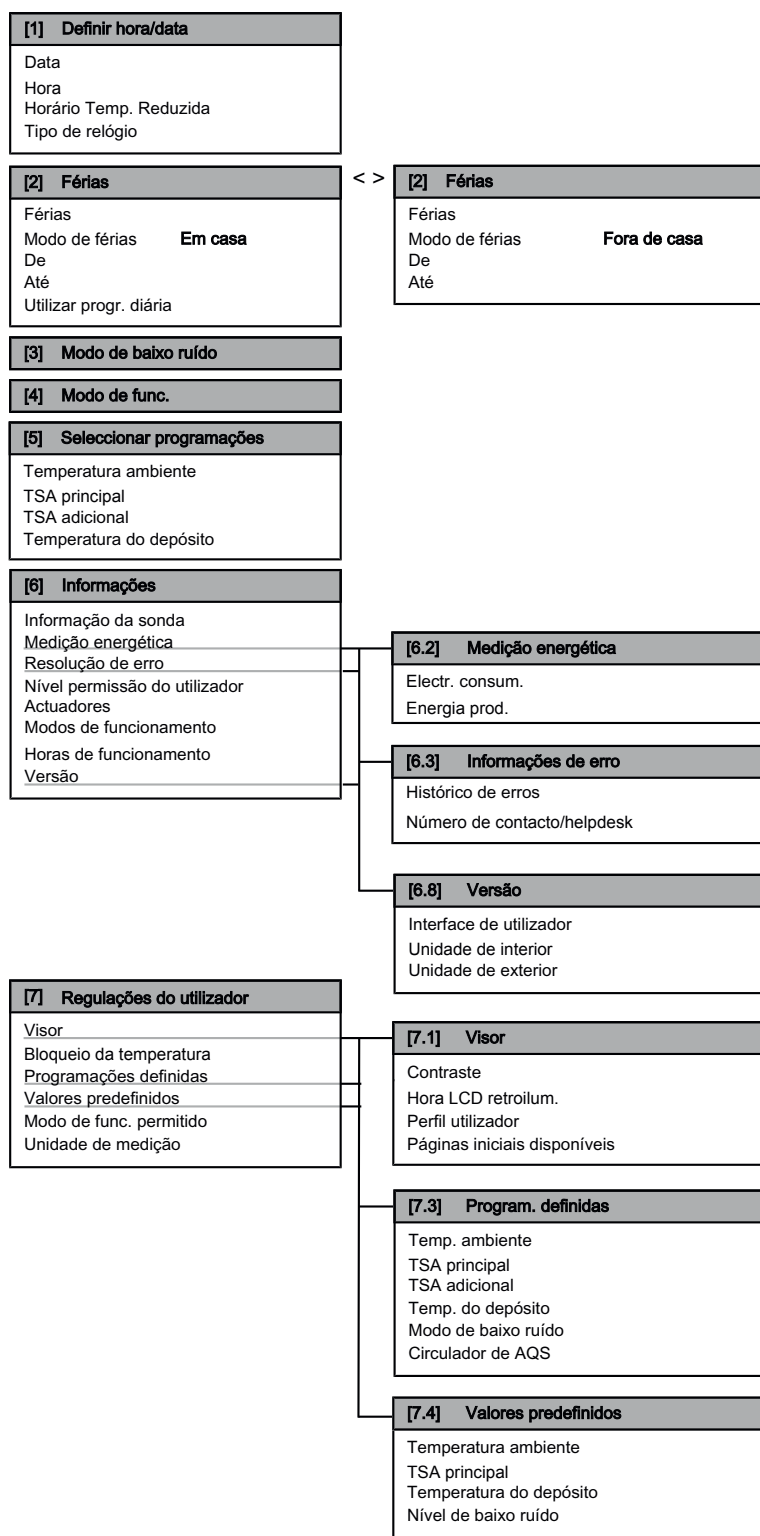 [1] Definir hora/data
Data
Hora
Horário Temp. Reduzida
Tipo de relógio
[2] Férias
Férias
Modo de férias Em casa
De
Até
Utilizar progr. diária
< >
[2] Férias
Férias
Modo de férias Fora de casa
De
Até
[3] Modo de baixo ruído
[4] Modo de func.
[5] Seleccionar programações
Temperatura ambiente
TSA principal
TSA adicional
Temperatura do depósito
[6] Informações
Informação da sonda
Medição energética
Resolução de erro
Nível permissão do utilizador
Actuadores
Modos de funcionamento
Horas de funcionamento
Versão
[6.2] Medição energética
Electr. consum.
Energia prod.
[6.3] Informações de erro
Histórico de erros
Número de contacto/helpdesk
[6.8] Versão
Interface de utilizador
Unidade de interior
Unidade de exterior
[7] Regulações do utilizador
Visor
Bloqueio da temperatura
Programações definidas
Valores predefinidos
Modo de func. permitido
Unidade de medição
[7.1] Visor
Contraste
Hora LCD retroilum.
Perfil utilizador
Páginas iniciais disponíveis
[7.3] Program. definidas
Temp. ambiente
TSA principal
TSA adicional
Temp. do depósito
Modo de baixo ruído
Circulador de AQS
[7.4] Valores predefinidos
Temperatura ambiente
TSA principal
Temperatura do depósito
Nível de baixo ruído